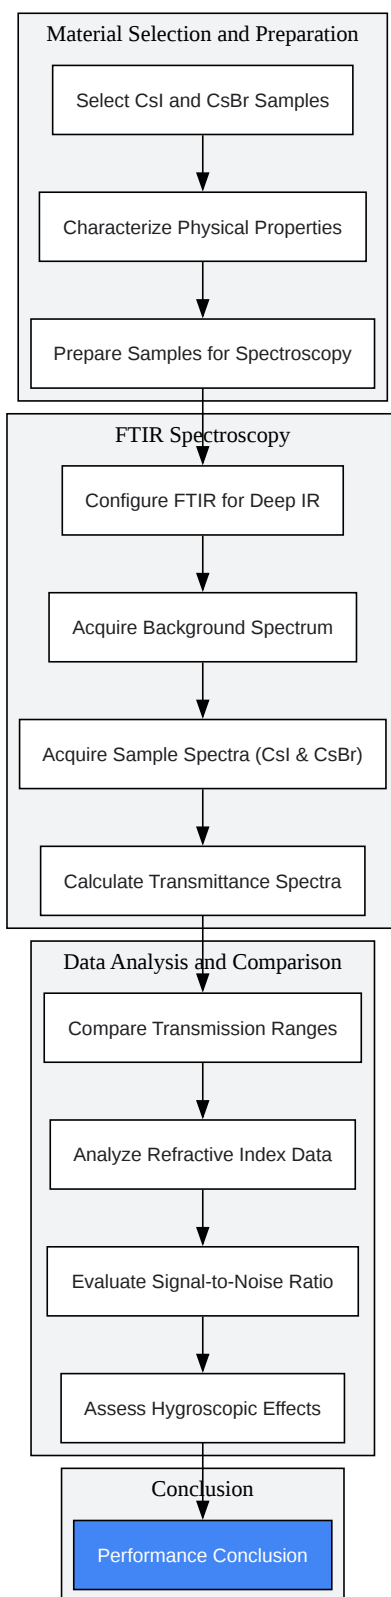 Material Selection and Preparation
Select CsI and CsBr Samples
Characterize Physical Properties
Prepare Samples for Spectroscopy
FTIR Spectroscopy
Configure FTIR for Deep IR
Acquire Background Spectrum
Acquire Sample Spectra (CsI & CsBr)
Calculate Transmittance Spectra
Data Analysis and Comparison
Compare Transmission Ranges
Analyze Refractive Index Data
Evaluate Signal-to-Noise Ratio
Assess Hygroscopic Effects
Conclusion
Performance Conclusion